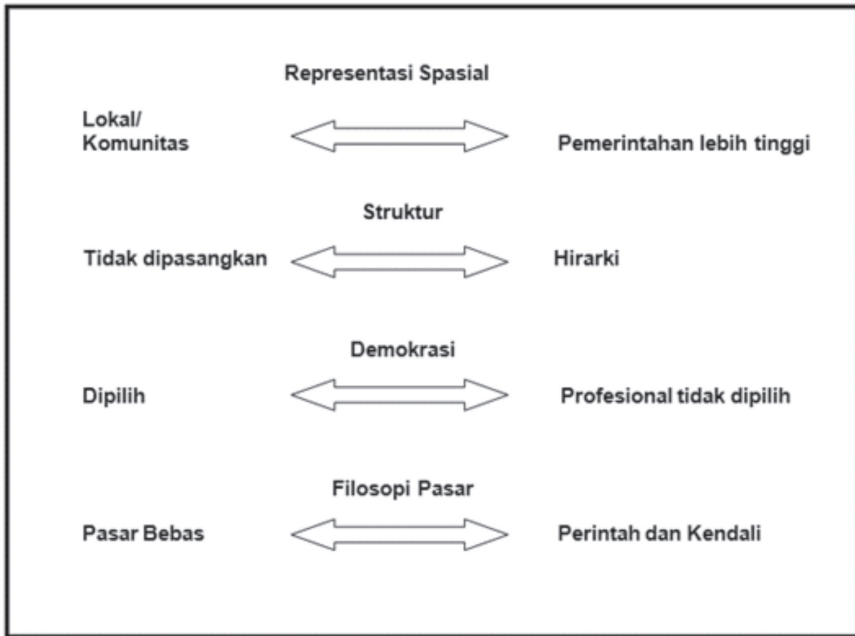 Representasi Spasial
Lokal/
Komunitas
Pemerintahan lebih tinggi
Struktur
Tidak dipasangkan
Hirarki
Demokrasi
Dipilih
Profesional tidak dipilih
Filosopi Pasar
Pasar Bebas
Perintah dan Kendali